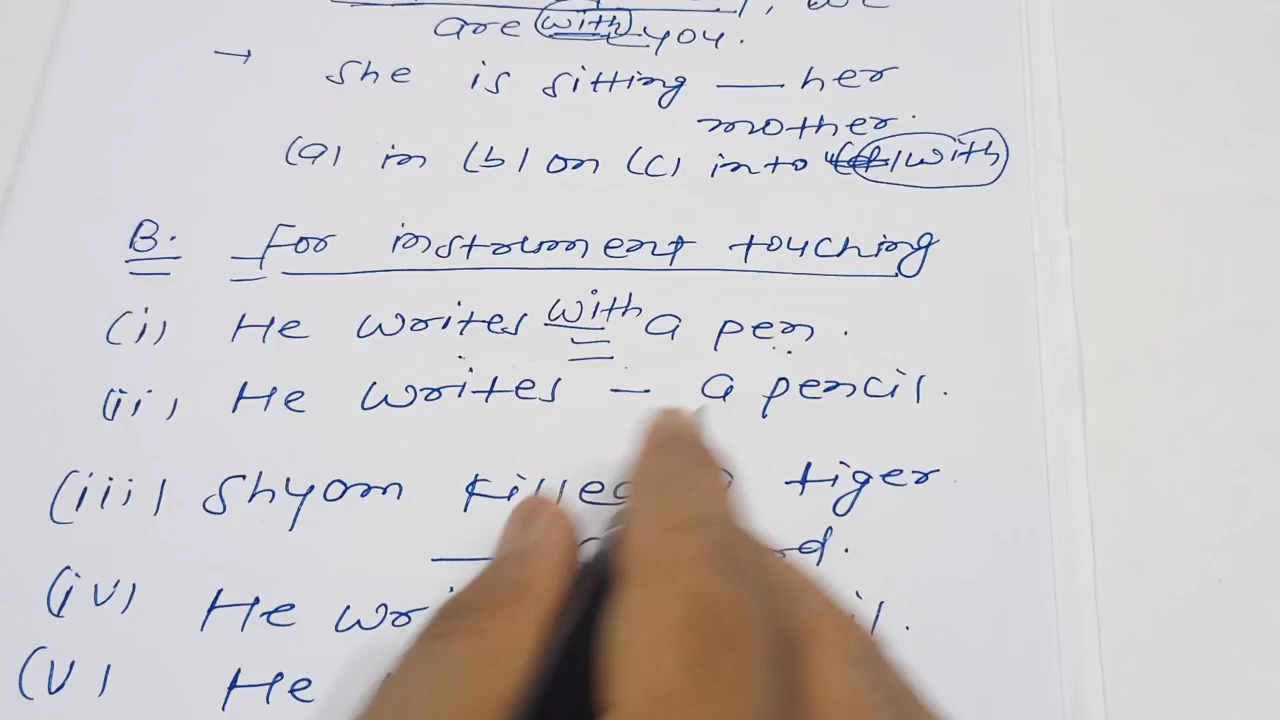 are with you.
→ She is sitting — her
mother.
(a) in (b) on (c) into with
B. For instrument touching
(i) He writes with a pen.
(ii) He writes — a pencil.
(iii) Shyam killed tiger
(iv) He
(v) He